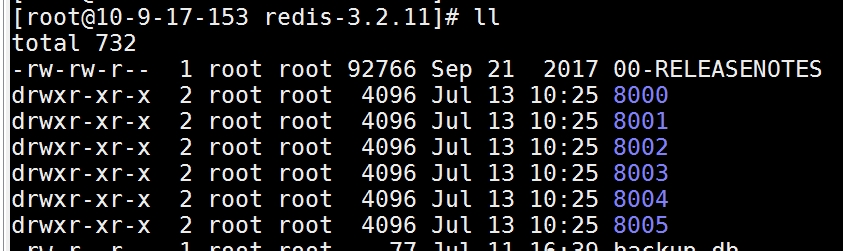 [root@10-9-17-153 redis-3.2.11]# ll
total 732
-rw-rw-r-- 1 root root 92766 Sep 21 2017 00-RELEASENOTES
drwxr-xr-x 2 root root 4096 Jul 13 10:25 8000
drwxr-xr-x 2 root root 4096 Jul 13 10:25 8001
drwxr-xr-x 2 root root 4096 Jul 13 10:25 8002
drwxr-xr-x 2 root root 4096 Jul 13 10:25 8003
drwxr-xr-x 2 root root 4096 Jul 13 10:25 8004
drwxr-xr-x 2 root root 4096 Jul 13 10:25 8005
-rw-r--r-- 1 root root 77 Jul 11 16:39 backup.db